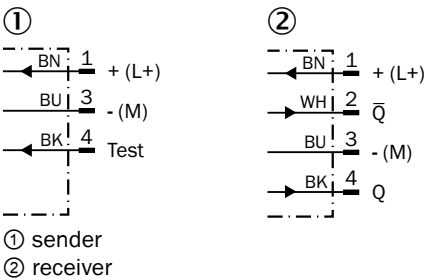 ① ②
BN 1 + (L+)
BU 3 - (M)
BK 4 Test
BN 1 + (L+)
WH 2 Q̅
BU 3 - (M)
BK 4 Q
① sender
② receiver